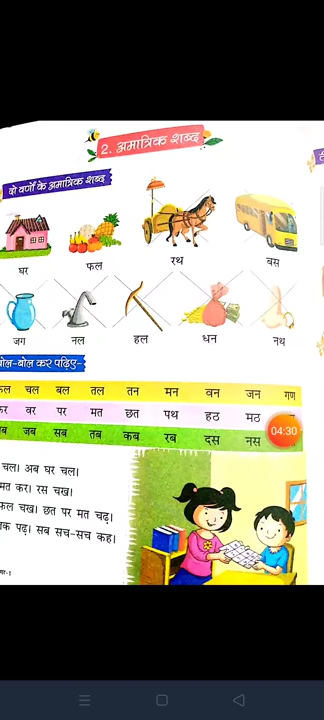 2. अमात्रिक शब्द
दो वर्णों के अमात्रिक शब्द
घर फल रथ बस
जग नल हल धन नथ
बोल-बोल कर पढ़िए-
चल बल तल तन मन वन जन गण
वर पर मत छत पथ हठ मठ
जब सब तब कब रब दस नस
04:30
चल। अब घर चल।
मत कर। रस चख।
फल चख। छत पर मत चढ़।
पढ़। सब सच-सच कह।